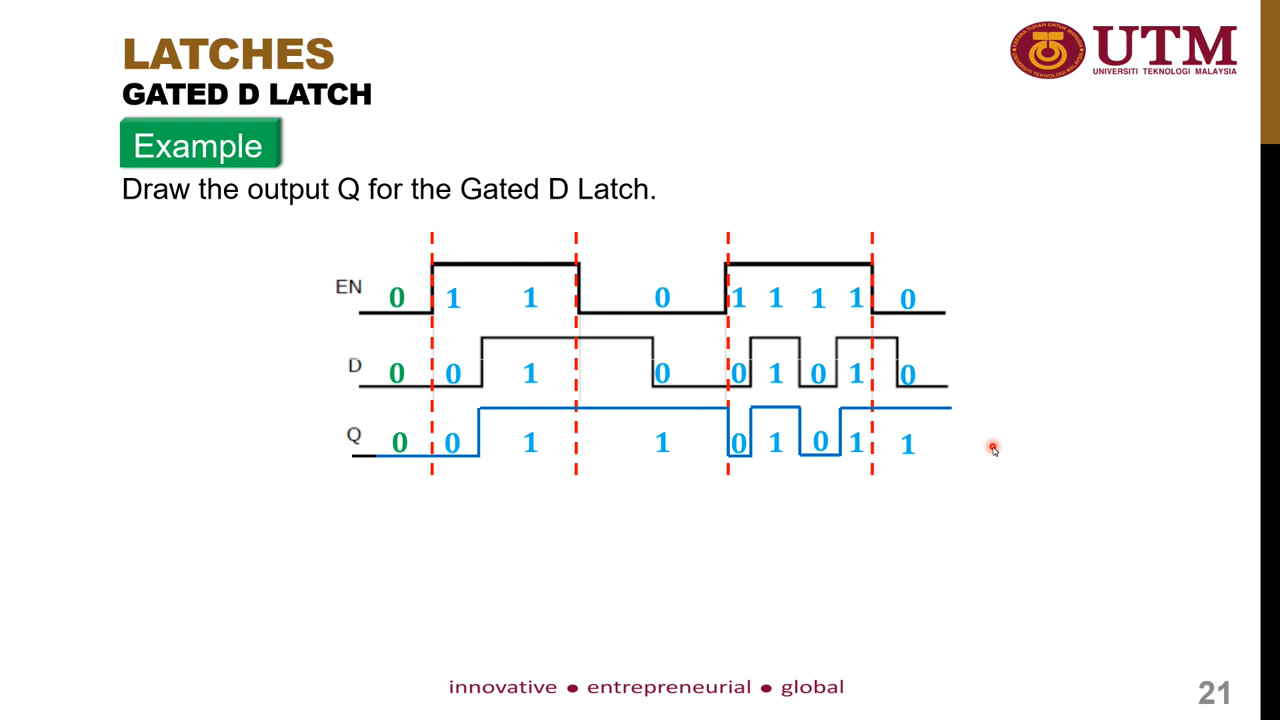 LATCHES
GATED D LATCH
UTM
UNIVERSITI TEKNOLOGI MALAYSIA
Example
Draw the output Q for the Gated D Latch.
EN 0 1 1 0 1 1 1 1 0
D 0 0 1 0 0 1 0 1 0
Q 0 0 1 1 0 1 0 1 1
innovative ● entrepreneurial ● global
21